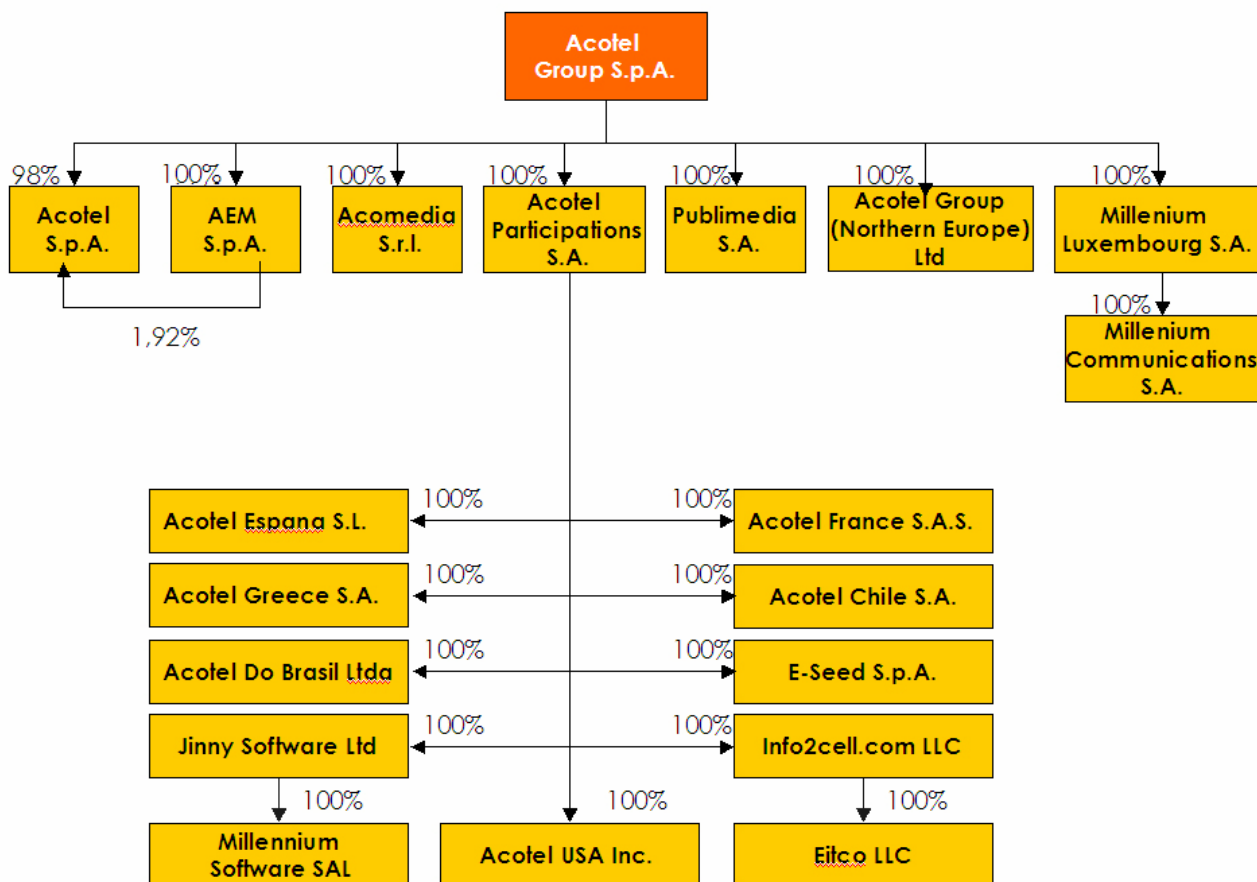 Acotel
Group S.p.A.
98%
100%
100%
100%
100%
100%
100%
Acotel
S.p.A.
AEM
S.p.A.
Acomedia
S.r.l.
Acotel
Participations
S.A.
Publimedia
S.A.
Acotel Group
(Northern Europe)
Ltd
Millenium
Luxembourg S.A.
1,92%
100%
Millenium
Communications
S.A.
100%
100%
Acotel Espana S.L.
Acotel France S.A.S.
100%
100%
Acotel Greece S.A.
Acotel Chile S.A.
100%
100%
Acotel Do Brasil Ltda
E-Seed S.p.A.
100%
100%
Jinny Software Ltd
Info2cell.com LLC
100%
100%
100%
Millennium
Software SAL
Acotel USA Inc.
Eitco LLC